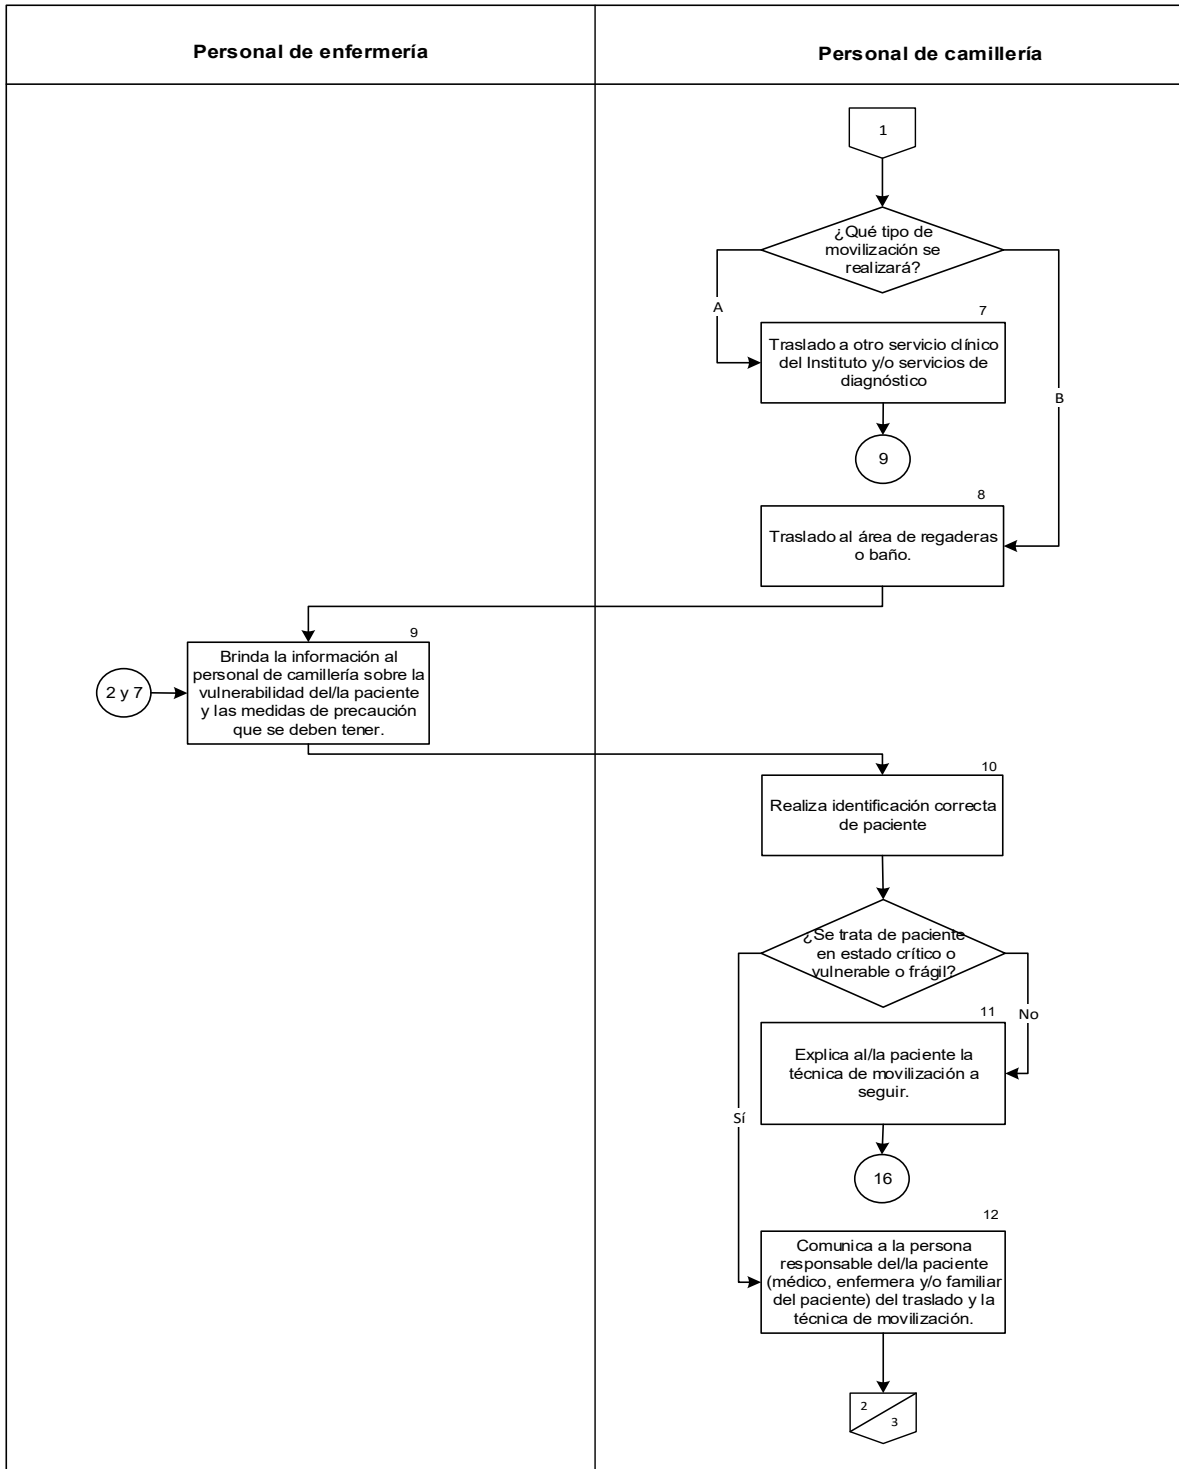 Personal de enfermería
Personal de camillería
1
¿Qué tipo de
movilización se
realizará?
A
B
7
Traslado a otro servicio clínico
del Instituto y/o servicios de
diagnóstico
9
8
Traslado al área de regaderas
o baño.
9
2 y 7
Brinda la información al
personal de camillería sobre la
vulnerabilidad del/la paciente
y las medidas de precaución
que se deben tener.
10
Realiza identificación correcta
de paciente
¿Se trata de paciente
en estado crítico o
vulnerable o frágil?
Sí
No
11
Explica al/la paciente la
técnica de movilización a
seguir.
16
12
Comunica a la persona
responsable del/la paciente
(médico, enfermera y/o familiar
del paciente) del traslado y la
técnica de movilización.
2
3